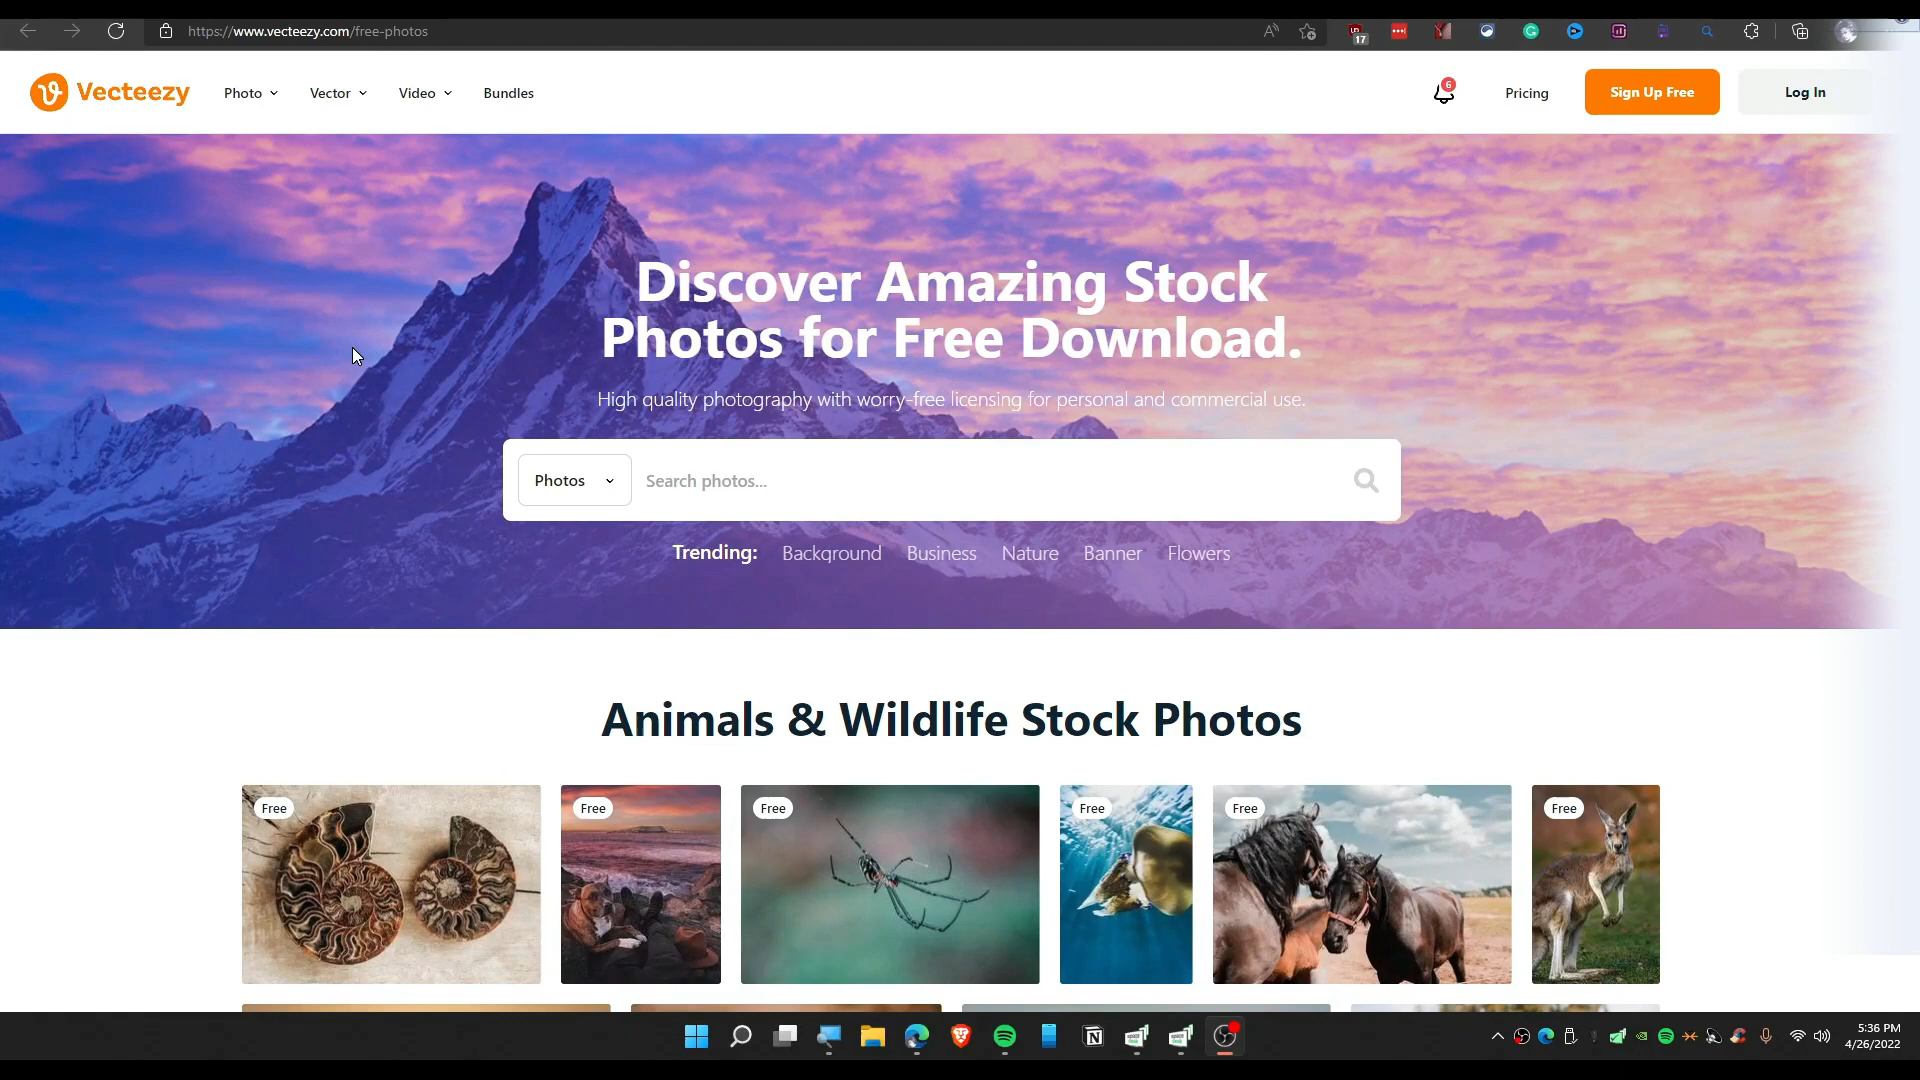 https://www.vecteezy.com/free-photos
17
Vecteezy
Photo
Vector
Video
Bundles
6
Pricing
Sign Up Free
Log In
Discover Amazing Stock
Photos for Free Download.
High quality photography with worry-free licensing for personal and commercial use.
Photos
Search photos...
Trending: Background Business Nature Banner Flowers
Animals & Wildlife Stock Photos
Free
Free
Free
Free
Free
Free
5:36 PM
4/26/2022